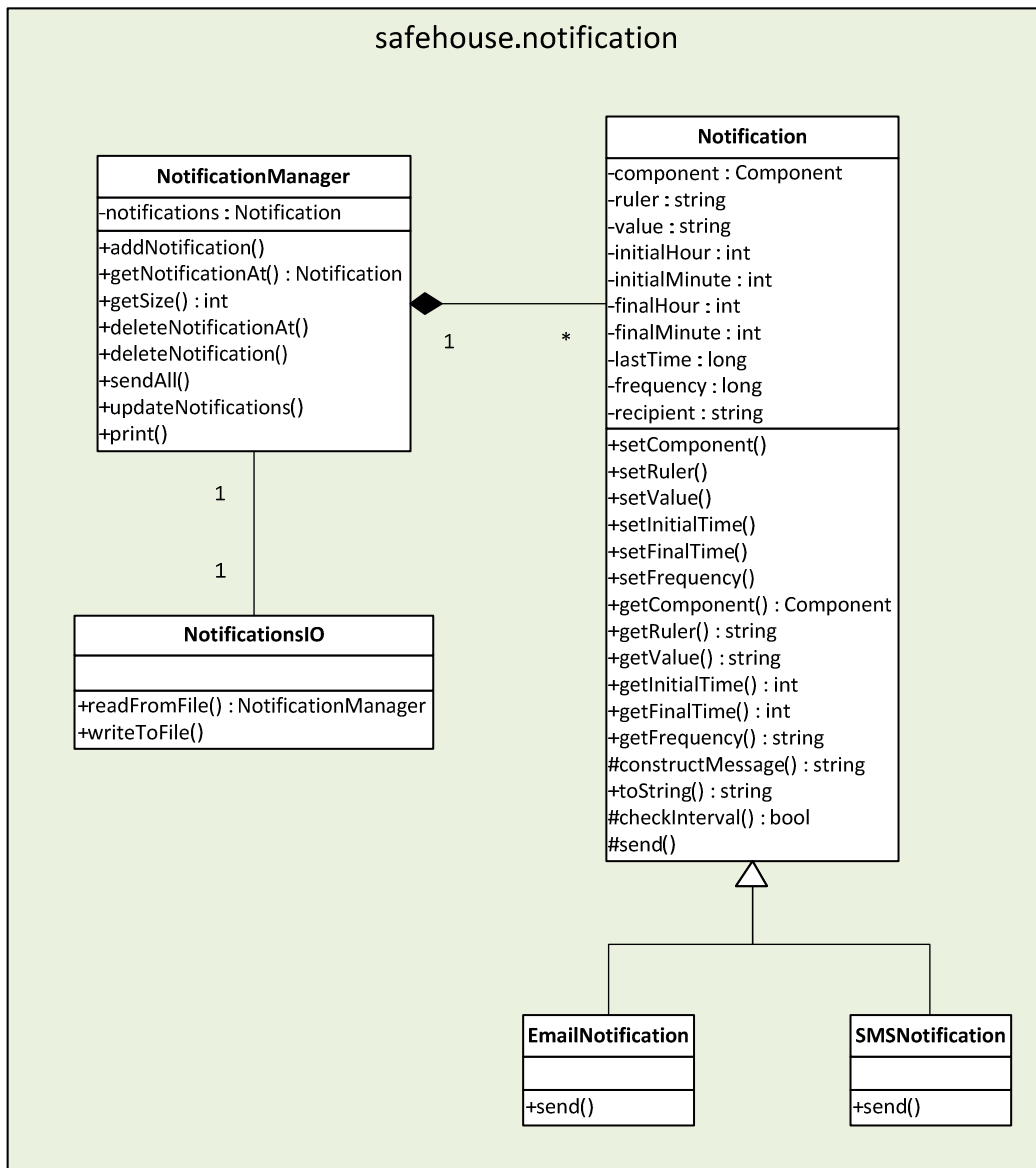 safehouse.notification
NotificationManager
-notifications : Notification
+addNotification()
+getNotificationAt() : Notification
+getSize() : int
+deleteNotificationAt()
+deleteNotification()
+sendAll()
+updateNotifications()
+print()
1
*
Notification
-component : Component
-ruler : string
-value : string
-initialHour : int
-initialMinute : int
-finalHour : int
-finalMinute : int
-lastTime : long
-frequency : long
-recipient : string
+setComponent()
+setRuler()
+setValue()
+setInitialTime()
+setFinalTime()
+setFrequency()
+getComponent() : Component
+getRuler() : string
+getValue() : string
+getInitialTime() : int
+getFinalTime() : int
+getFrequency() : string
#constructMessage() : string
+toString() : string
#checkInterval() : bool
#send()
1
1
NotificationsIO
+readFromFile() : NotificationManager
+writeToFile()
EmailNotification
+send()
SMSNotification
+send()